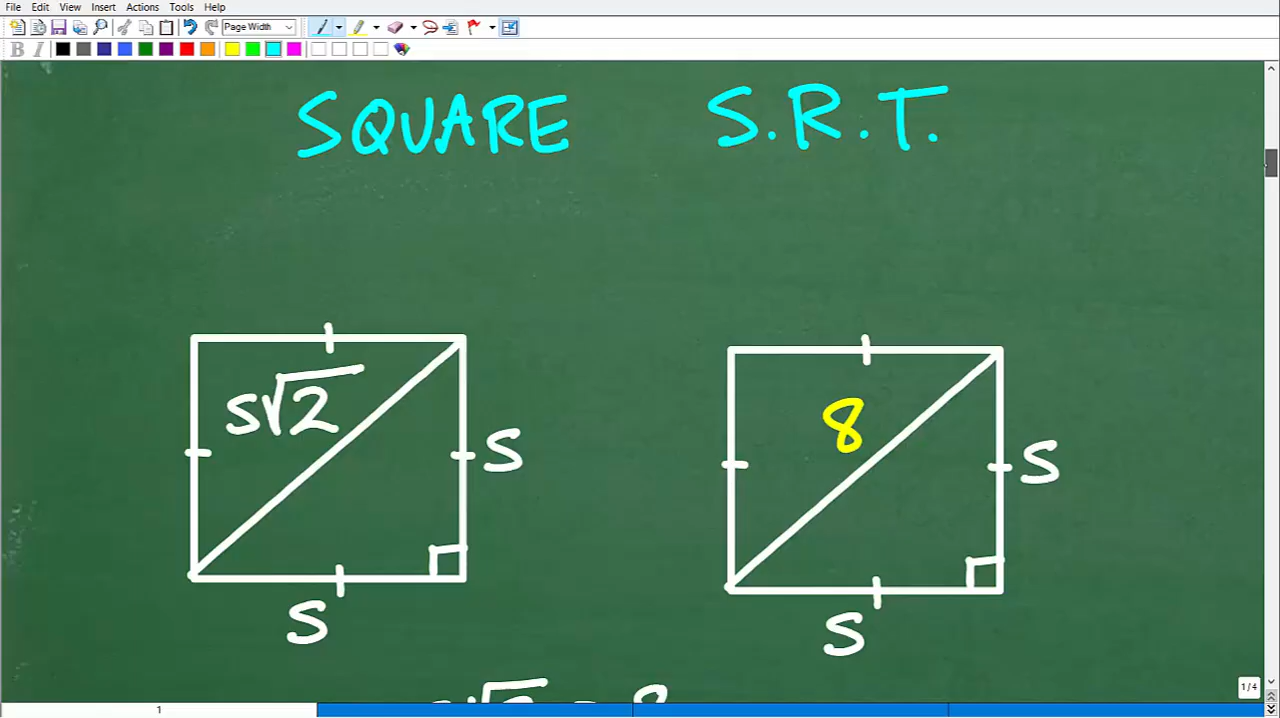 File Edit View Insert Actions Tools Help
Page Width
B I
SQUARE S.R.T.
s√2
8
S
S
S
S
1/4
1